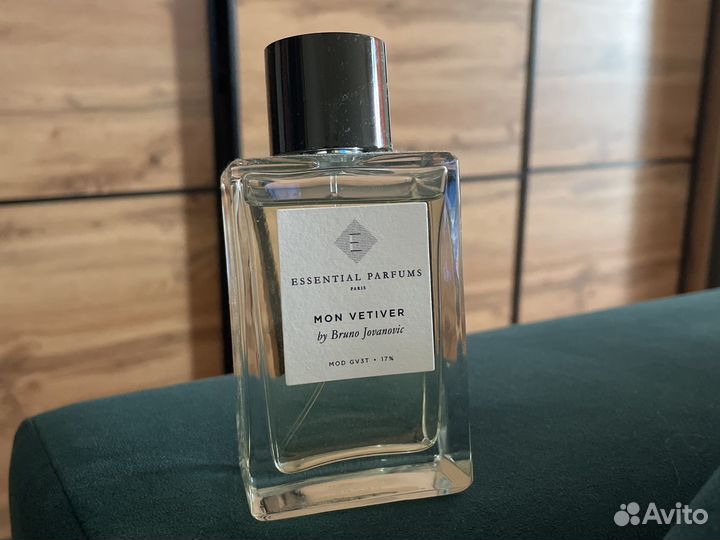 E
ESSENTIAL PARFUMS
PARIS
MON VETIVER
by Bruno Jovanovic
MOD GV3T • 17%
Avito